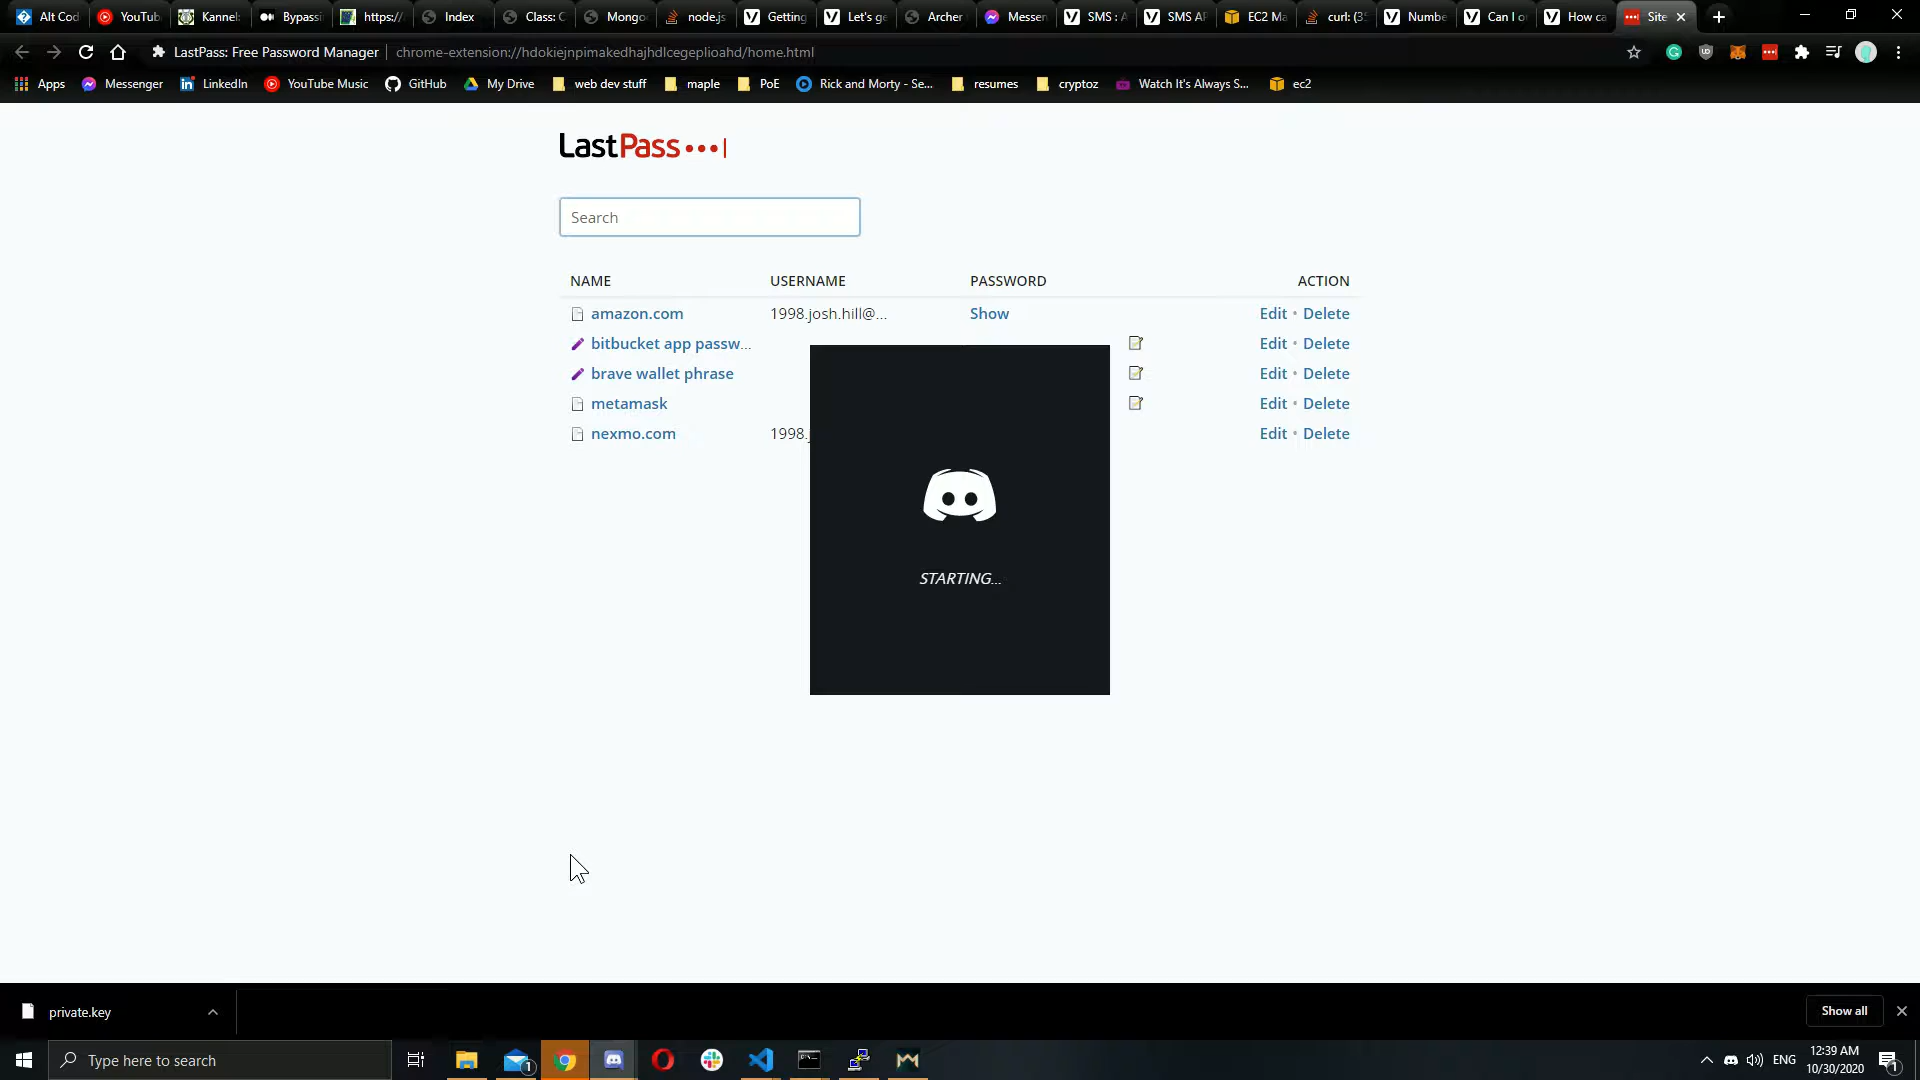 Alt Cod
YouTub
Kannel:
Bypassi
https:/
Index
Class: C
Mongo
node.js
Getting
Let's ge
Archer
Messen
SMS : A
SMS AP
EC2 Ma
curl: (35
Numbe
Can I o
How ca
Site
LastPass: Free Password Manager
chrome-extension://hdokiejnpimakedhajhdlcegeplioahd/home.html
Apps
Messenger
LinkedIn
YouTube Music
GitHub
My Drive
web dev stuff
maple
PoE
Rick and Morty - Se...
resumes
cryptoz
Watch It's Always S...
ec2
LastPass
Search
NAME USERNAME PASSWORD ACTION
amazon.com 1998.josh.hill@... Show Edit • Delete
bitbucket app passw... Edit • Delete
brave wallet phrase Edit • Delete
metamask Edit • Delete
nexmo.com 1998. Edit • Delete
STARTING...
private.key
Show all
Type here to search
1
ENG
12:39 AM
10/30/2020
1